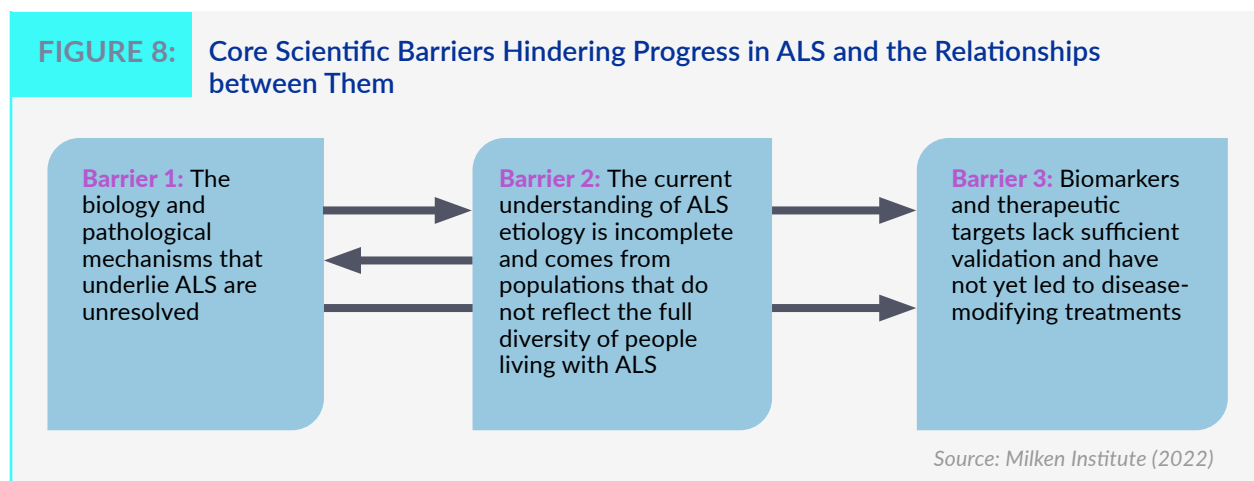 FIGURE 8:
Core Scientific Barriers Hindering Progress in ALS and the Relationships
between Them
Barrier 1: The
biology and
pathological
mechanisms that
underlie ALS are
unresolved
Barrier 2: The current
understanding of ALS
etiology is incomplete
and comes from
populations that do
not reflect the full
diversity of people
living with ALS
Barrier 3: Biomarkers
and therapeutic
targets lack sufficient
validation and have
not yet led to disease-
modifying treatments
Source: Milken Institute (2022)